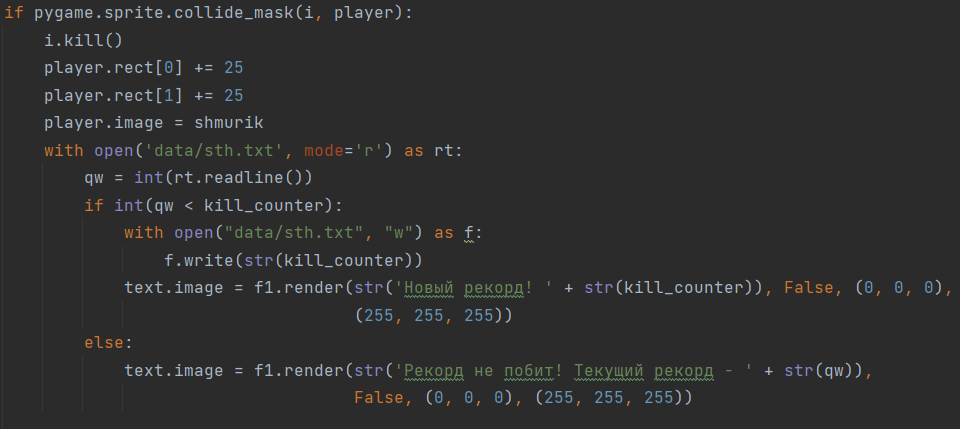 if pygame.sprite.collide_mask(i, player):
    i.kill()
    player.rect[0] += 25
    player.rect[1] += 25
    player.image = shmurik
    with open('data/sth.txt', mode='r') as rt:
        qw = int(rt.readline())
        if int(qw < kill_counter):
            with open("data/sth.txt", "w") as f:
                f.write(str(kill_counter))
            text.image = f1.render(str('Новый рекорд! ' + str(kill_counter)), False, (0, 0, 0),
                                   (255, 255, 255))
        else:
            text.image = f1.render(str('Рекорд не побит! Текущий рекорд - ' + str(qw)),
                                   False, (0, 0, 0), (255, 255, 255))